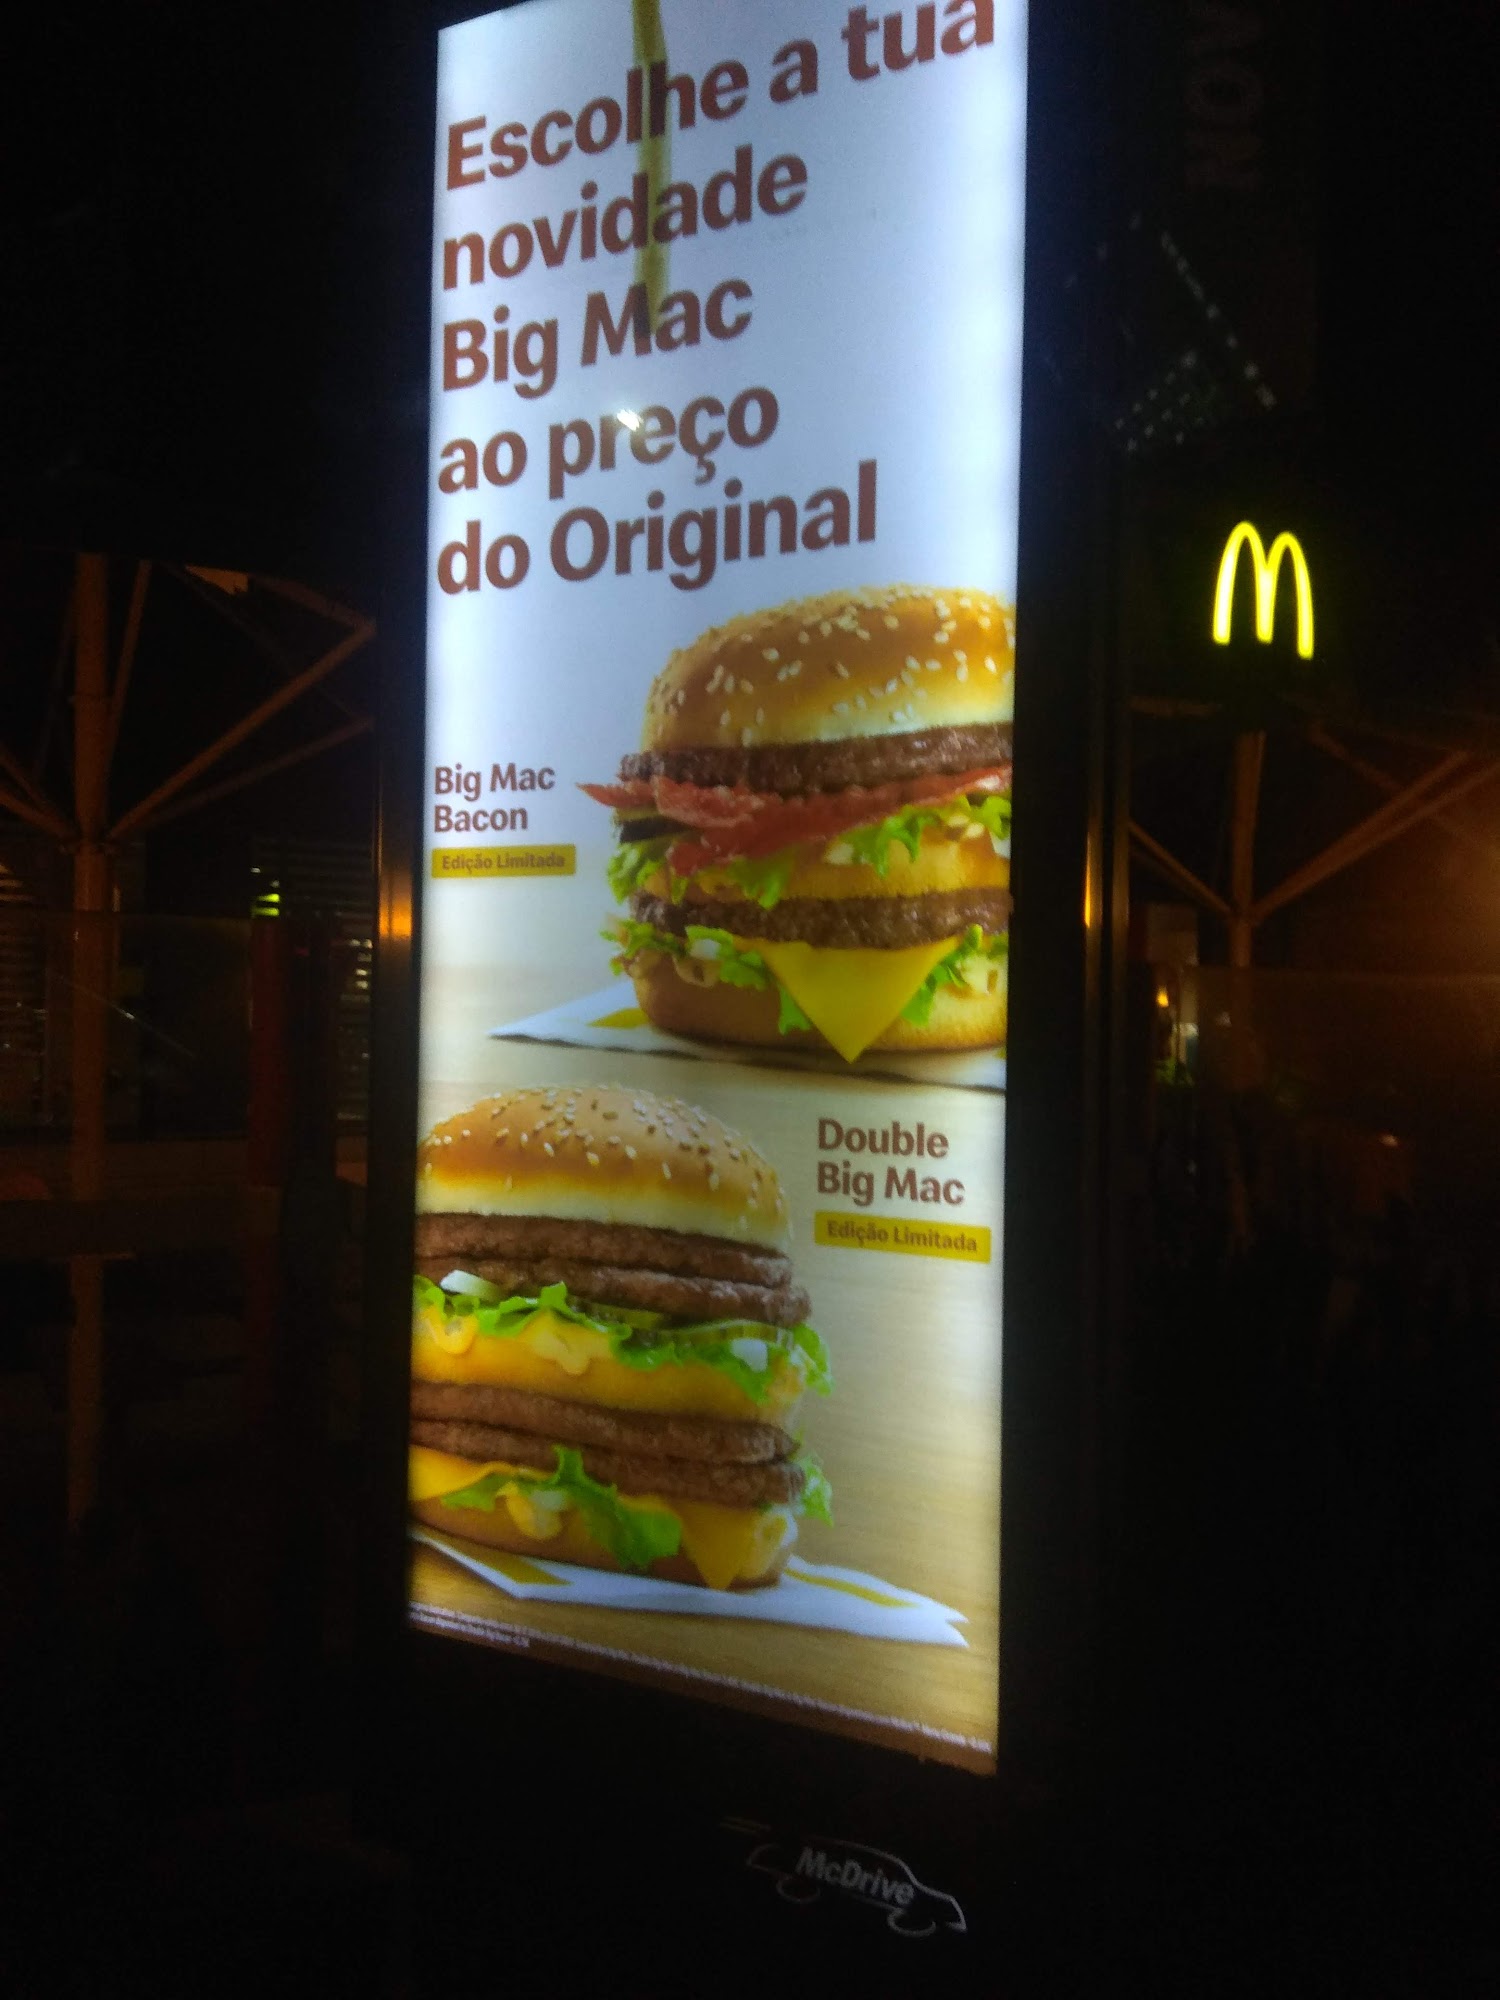 Escolhe a tua
novidade
Big Mac
ao preço
do Original
Big Mac
Bacon
Edição Limitada
Double
Big Mac
Edição Limitada
McDrive